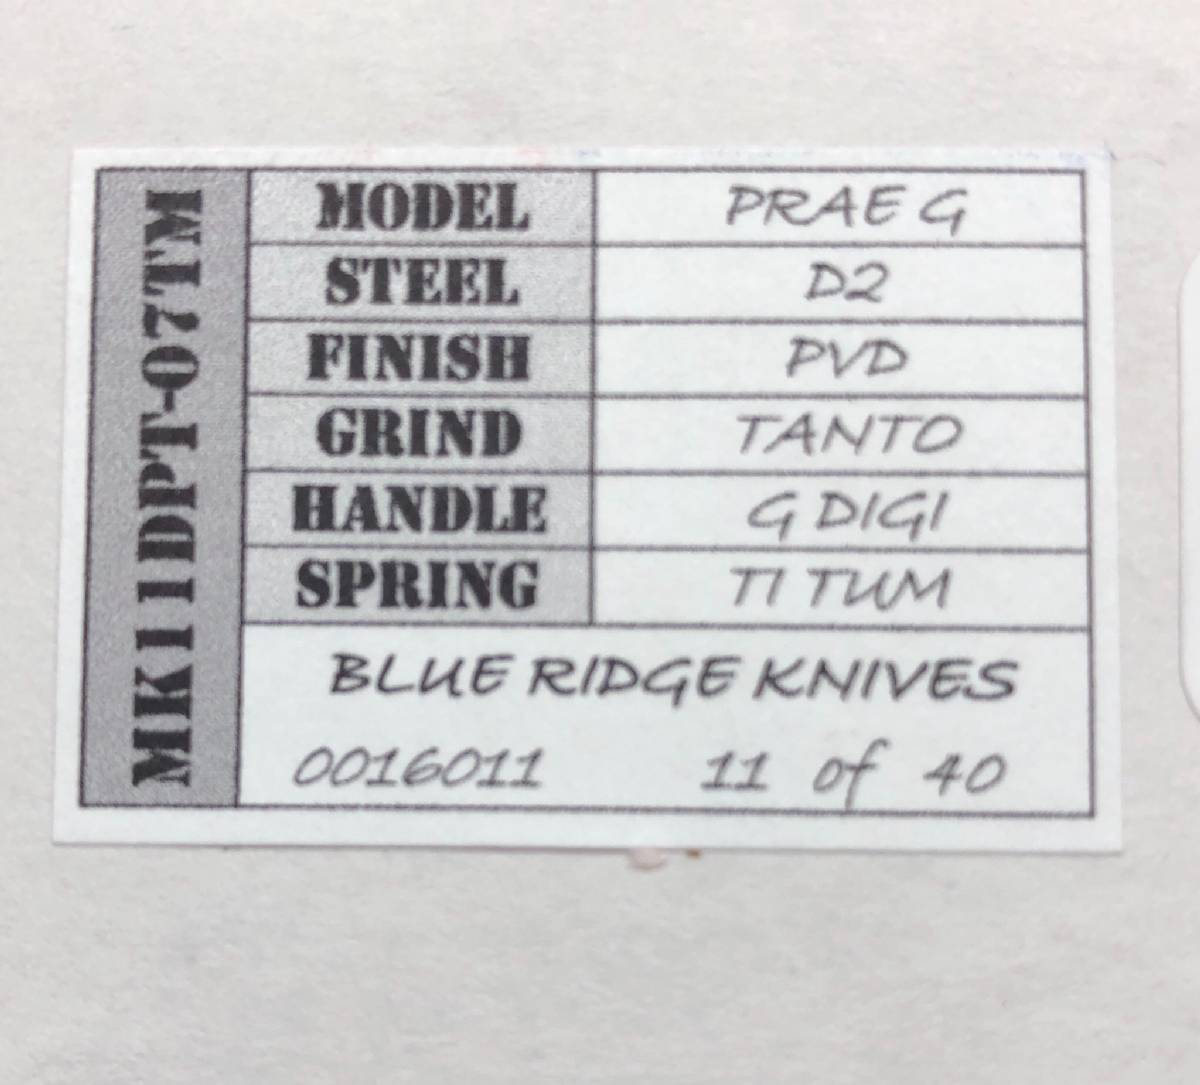 MK11DPT-07TM
MODEL PRAE G
STEEL D2
FINISH PVD
GRIND TANTO
HANDLE G DIGI
SPRING TI TUM
BLUE RIDGE KNIVES
0016011 11 of 40